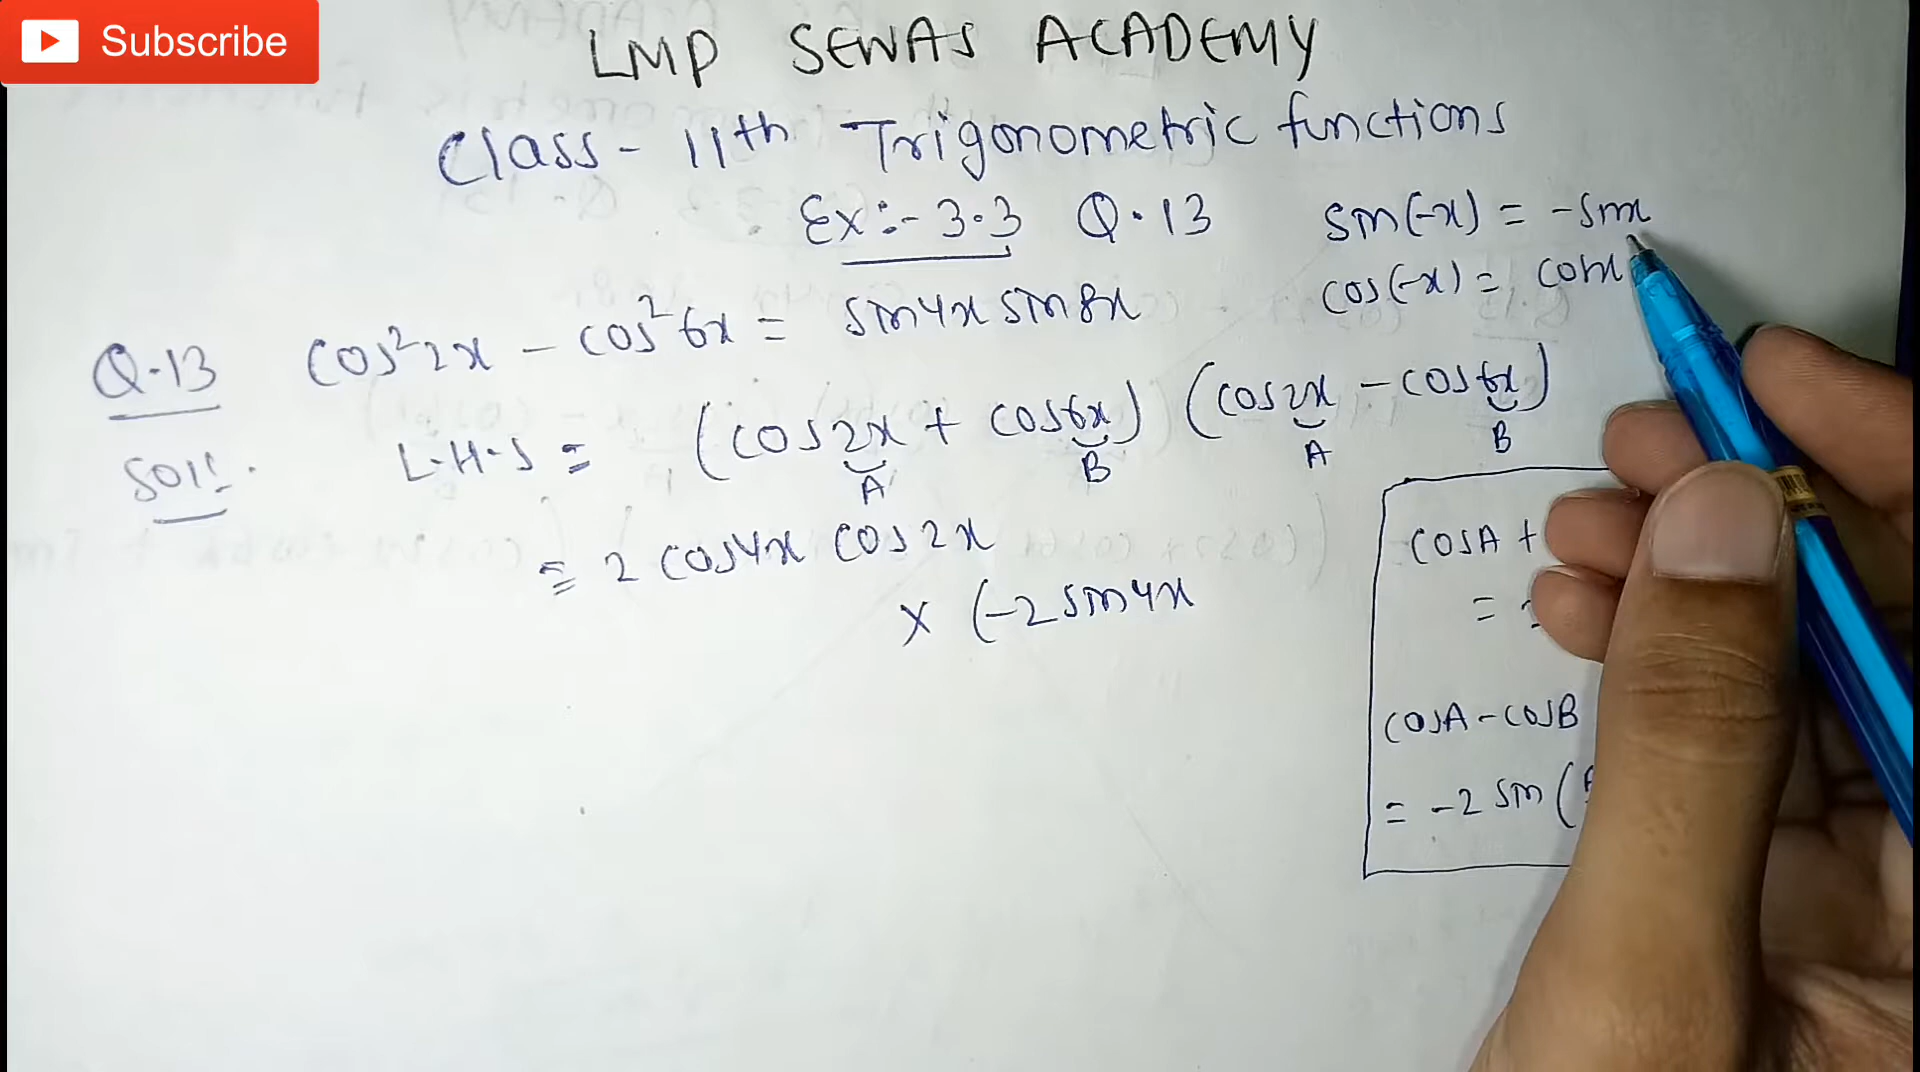 Subscribe
LMP SEWAS ACADEMY
Class - 11th Trigonometric functions
Ex:- 3.3 Q.13
sin(-x) = -sinx
cos(-x) = cosx
Q.13 cos²2x - cos²6x = sin4x sin8x
Sol:. L.H.S = (cos2x + cos6x) (cos2x - cos6x)
A B A B
= 2 cos4x cos2x
x (-2 sin4x
cosA +
=
cosA - cosB
= -2 sin (